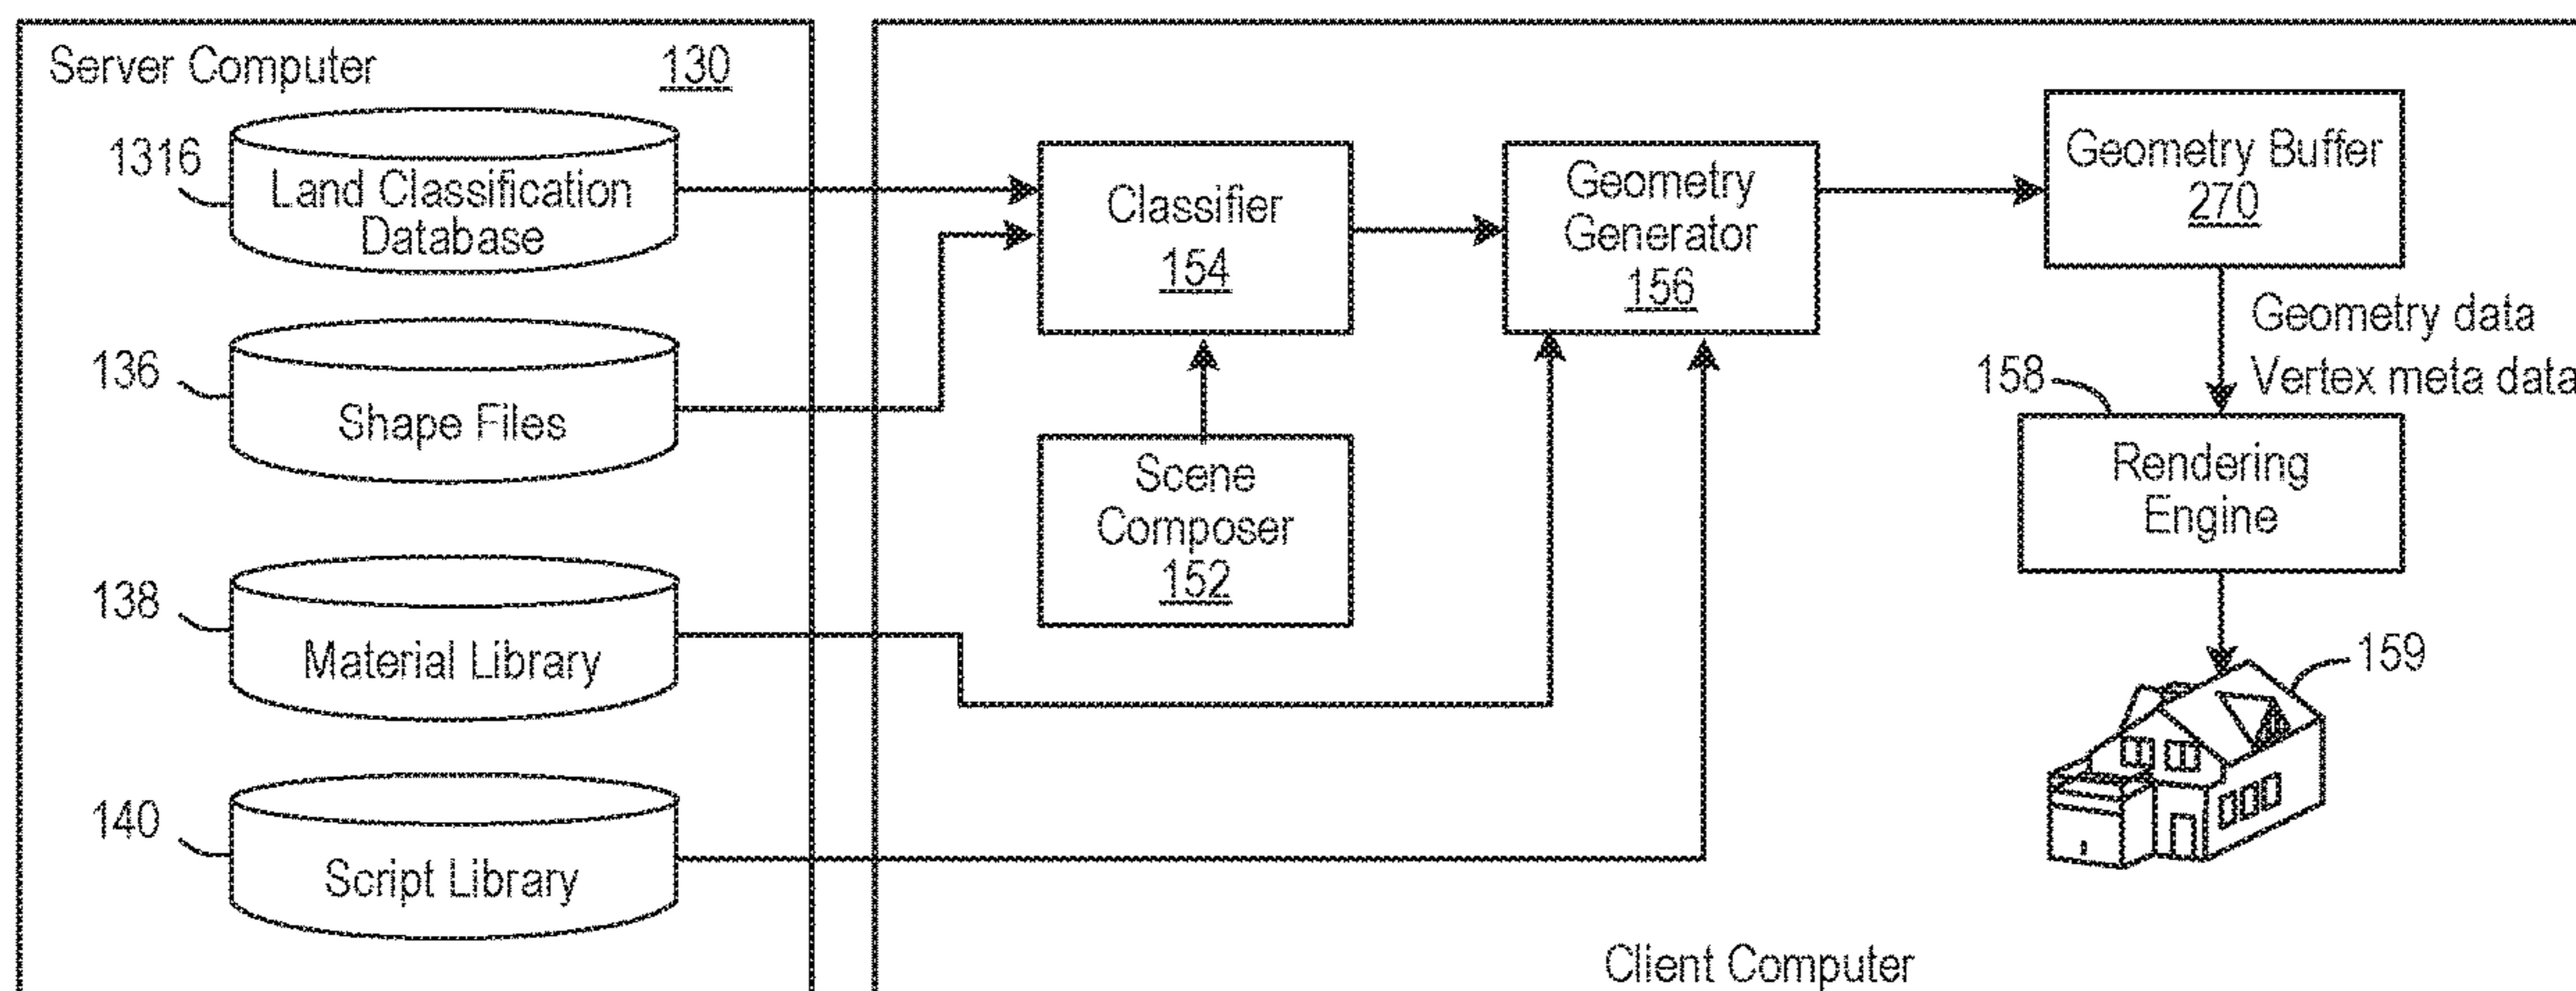 Server Computer 130
1316
Land Classification
Database
136
Shape Files
138
Material Library
140
Script Library
Classifier
154
Scene
Composer
152
Geometry
Generator
156
Geometry Buffer
270
Geometry data
Vertex meta data
158
Rendering
Engine
159
Client Computer